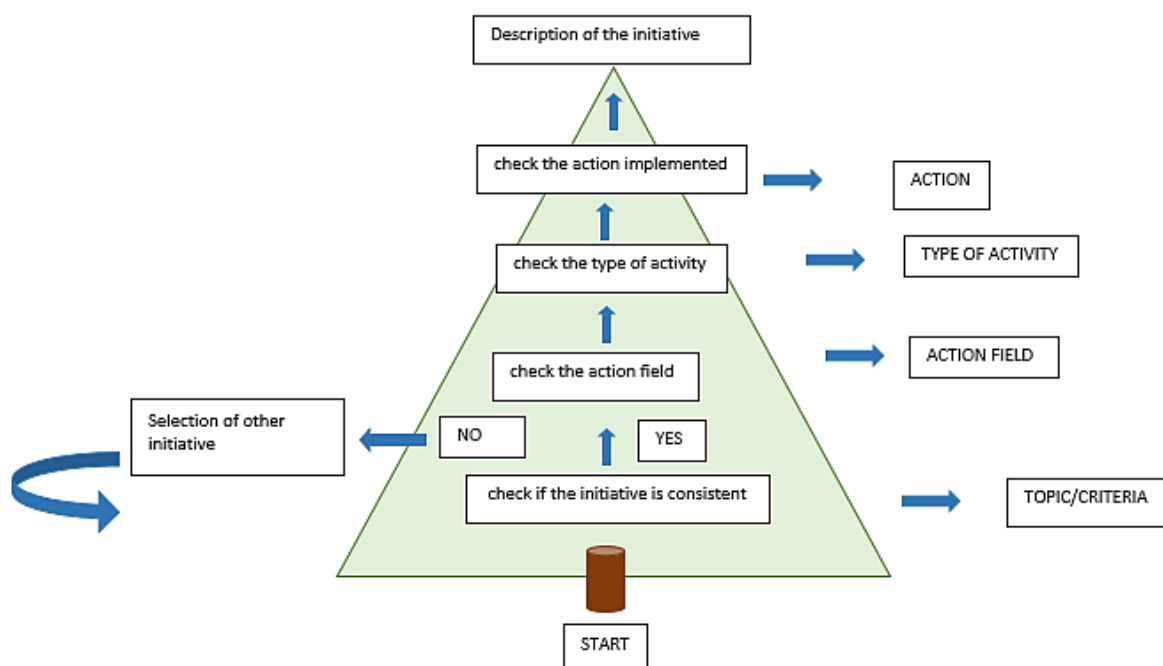 Description of the initiative
check the action implemented
ACTION
check the type of activity
TYPE OF ACTIVITY
check the action field
ACTION FIELD
Selection of other
initiative
NO
YES
check if the initiative is consistent
TOPIC/CRITERIA
START